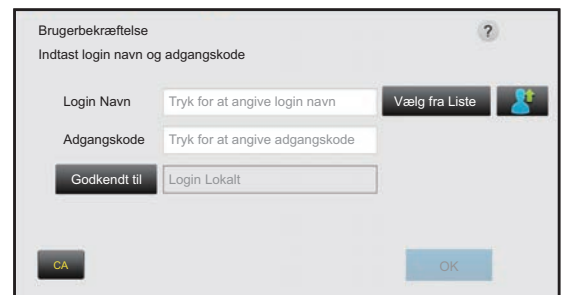 Brugerbekræftelse ?
Indtast login navn og adgangskode
Login Navn Tryk for at angive login navn Vælg fra Liste
Adgangskode Tryk for at angive adgangskode
Godkendt til Login Lokalt
CA OK